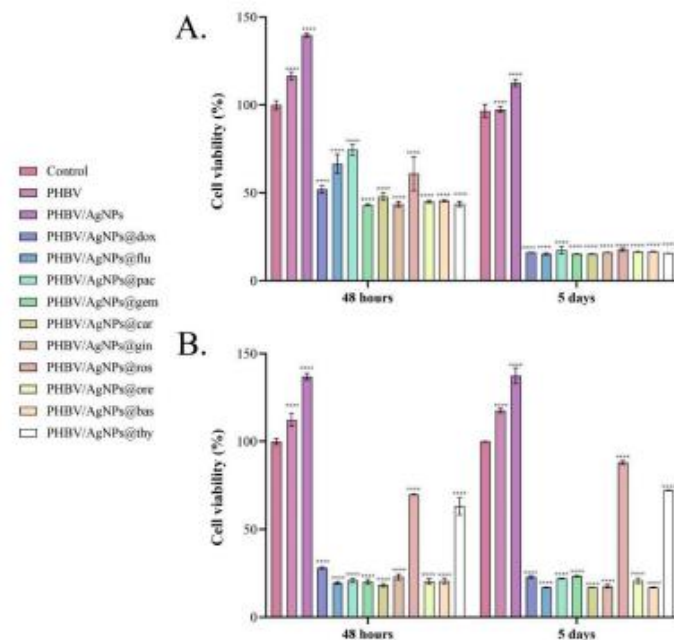 A.
Cell viability (%)
150
100
50
0
48 hours
5 days
Control
PHBV
PHBV/AgNPs
PHBV/AgNPs@dox
PHBV/AgNPs@flu
PHBV/AgNPs@pac
PHBV/AgNPs@gem
PHBV/AgNPs@car
PHBV/AgNPs@gin
PHBV/AgNPs@ros
PHBV/AgNPs@ore
PHBV/AgNPs@bas
PHBV/AgNPs@thy
B.
Cell viability (%)
150
100
50
0
48 hours
5 days